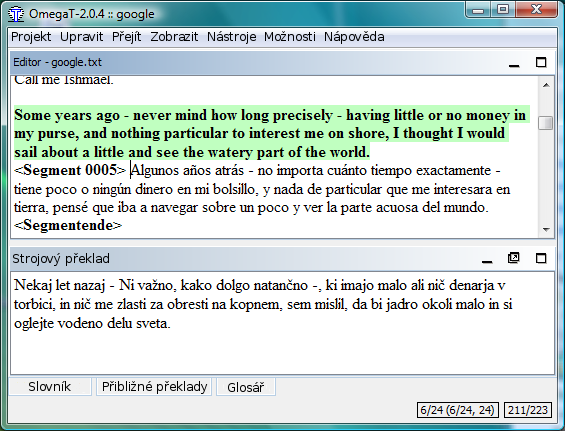 OmegaT-2.0.4 :: google
Projekt Upravit Přejít Zobrazit Nástroje Možnosti Nápověda
Editor - google.txt
Call me Ishmael.
Some years ago - never mind how long precisely - having little or no money in
my purse, and nothing particular to interest me on shore, I thought I would
sail about a little and see the watery part of the world.
<Segment 0005> Algunos años atrás - no importa cuánto tiempo exactamente -
tiene poco o ningún dinero en mi bolsillo, y nada de particular que me interesara en
tierra, pensé que iba a navegar sobre un poco y ver la parte acuosa del mundo.
<Segmentende>
Strojový překlad
Nekaj let nazaj - Ni važno, kako dolgo natančno -, ki imajo malo ali nič denarja v
torbici, in nič me zlasti za obresti na kopnem, sem mislil, da bi jadro okoli malo in si
oglejte vodeno delu sveta.
Slovník Přibližné překlady Glosář
6/24 (6/24, 24) 211/223